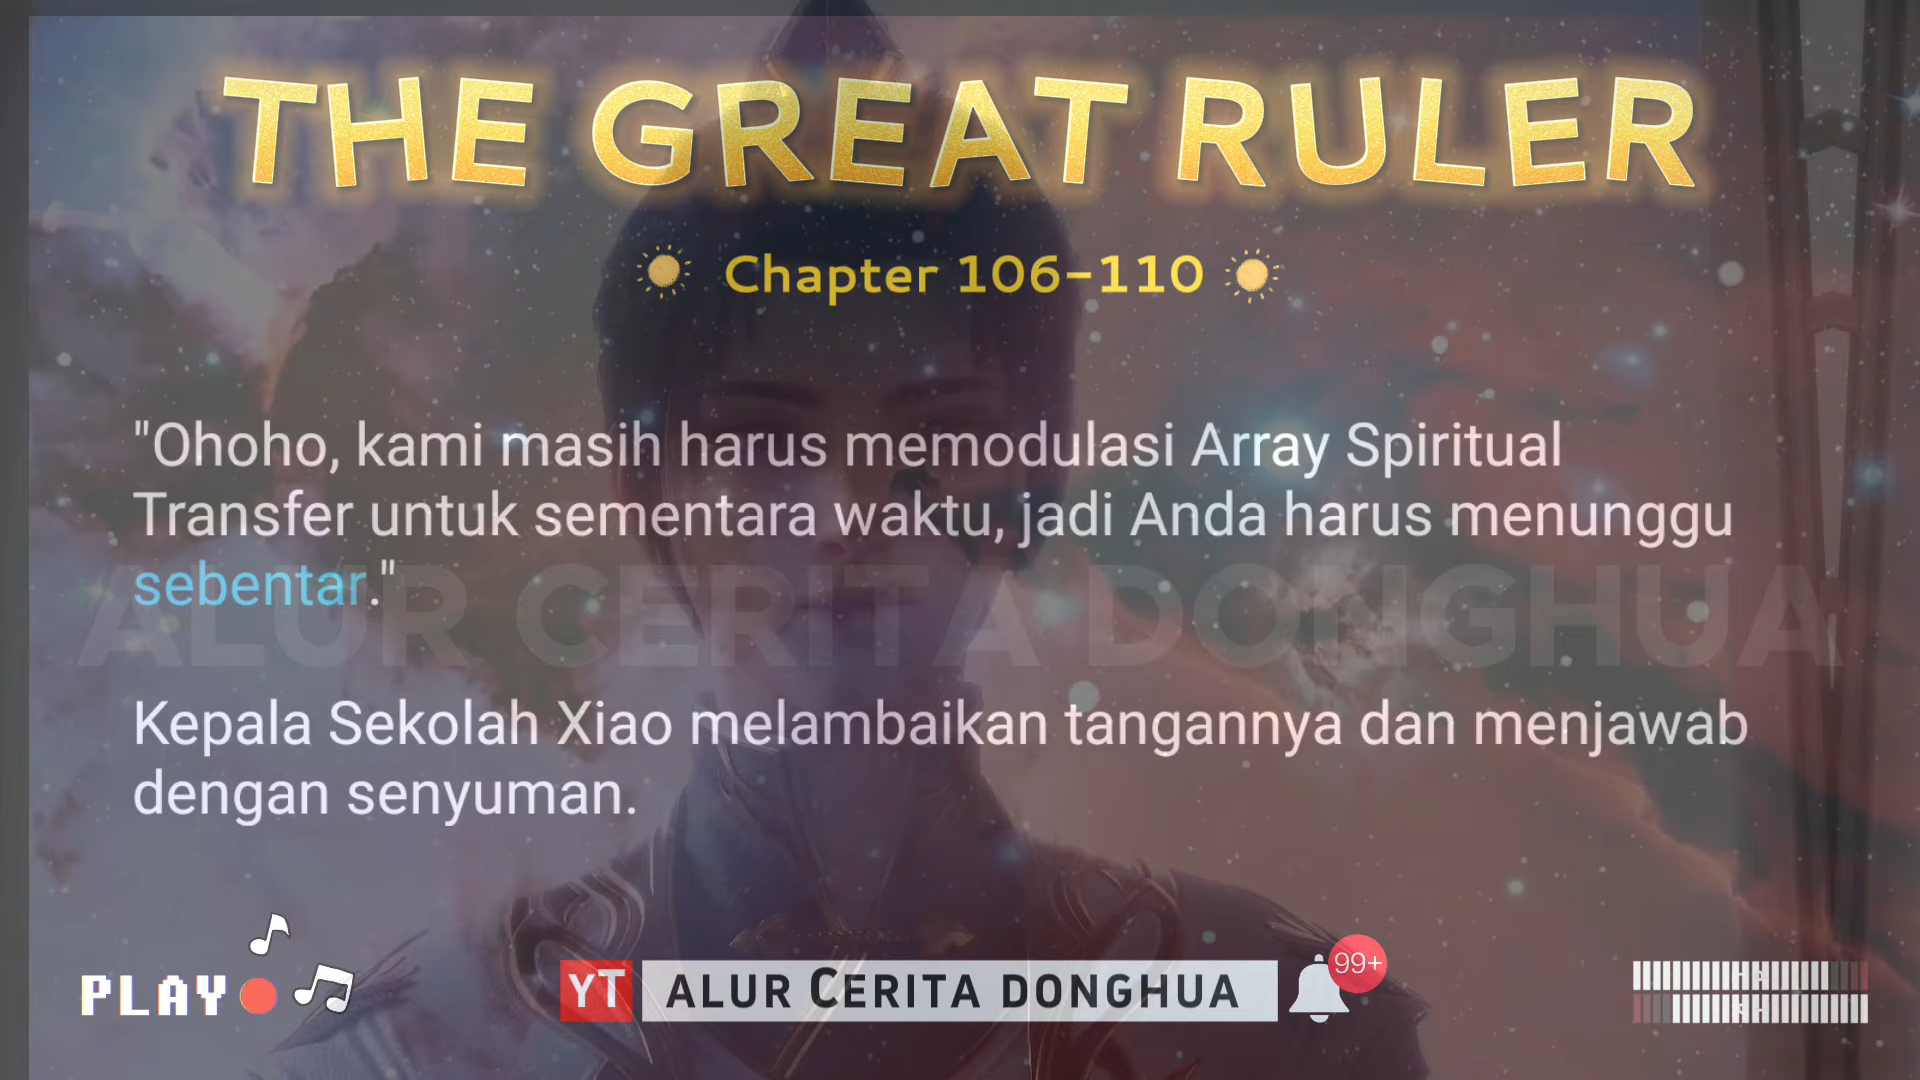 THE GREAT RULER
Chapter 106-110
"Ohoho, kami masih harus memodulasi Array Spiritual
Transfer untuk sementara waktu, jadi Anda harus menunggu
sebentar."
ALUR CERITA DONGHUA
Kepala Sekolah Xiao melambaikan tangannya dan menjawab
dengan senyuman.
PLAY
YT ALUR CERITA DONGHUA 99+